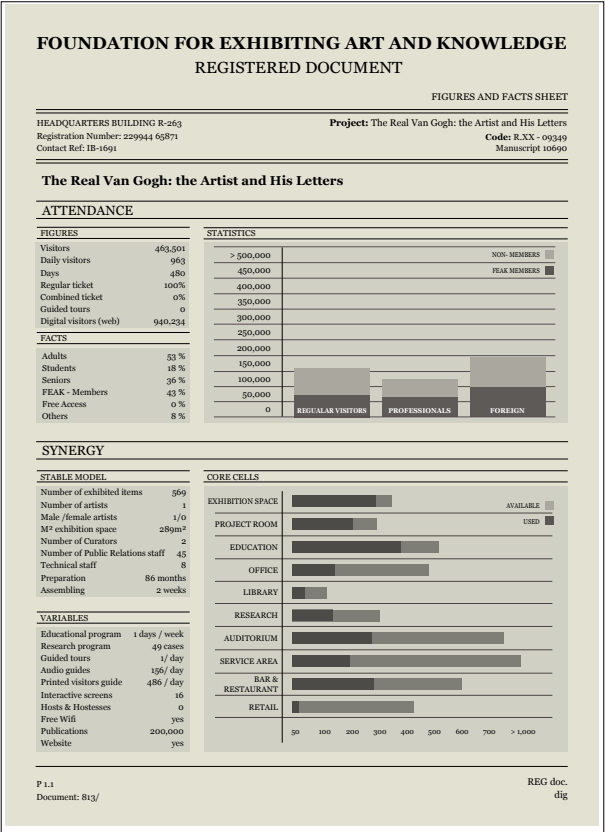 FOUNDATION FOR EXHIBITING ART AND KNOWLEDGE
REGISTERED DOCUMENT
FIGURES AND FACTS SHEET
HEADQUARTERS BUILDING R-263
Registration Number: 229944 65871
Contact Ref: IB-1691
Project: The Real Van Gogh: the Artist and His Letters
Code: R.XX - 09349
Manuscript 10690
The Real Van Gogh: the Artist and His Letters
ATTENDANCE
FIGURES
Visitors 463,501
Daily visitors 963
Days 480
Regular ticket 100%
Combined ticket 0%
Guided tours 0
Digital visitors (web) 940,234
FACTS
Adults 53 %
Students 18 %
Seniors 36 %
FEAK - Members 43 %
Free Access 0 %
Others 8 %
STATISTICS
> 500,000
450,000
400,000
350,000
300,000
250,000
200,000
150,000
100,000
50,000
0
NON- MEMBERS
FEAK MEMBERS
REGUALAR VISITORS PROFESSIONALS FOREIGN
SYNERGY
STABLE MODEL
Number of exhibited items 569
Number of artists 1
Male /female artists 1/0
M² exhibition space 289m²
Number of Curators 2
Number of Public Relations staff 45
Technical staff 8
Preparation 86 months
Assembling 2 weeks
VARIABLES
Educational program 1 days / week
Research program 49 cases
Guided tours 1/ day
Audio guides 156/ day
Printed visitors guide 486 / day
Interactive screens 16
Hosts & Hostesses 0
Free Wifi yes
Publications 200,000
Website yes
CORE CELLS
EXHIBITION SPACE
PROJECT ROOM
EDUCATION
OFFICE
LIBRARY
RESEARCH
AUDITORIUM
SERVICE AREA
BAR &
RESTAURANT
RETAIL
AVAILABLE
USED
50 100 200 300 400 500 600 700 > 1,000
P 1.1
Document: 813/
REG doc.
dig